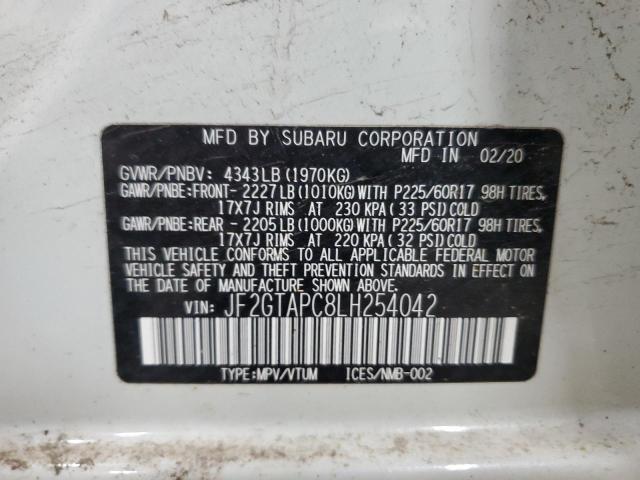 MFD BY SUBARU CORPORATION
MFD IN 02/20
GVWR/PNBV: 4343LB (1970KG)
GAWR/PNBE:FRONT- 2227LB (1010KG)WITH P225/60R17 98H TIRES,
17X7J RIMS AT 230 KPA (33 PSI)COLD
GAWR/PNBE:REAR - 2205LB (1000KG)WITH P225/60R17 98H TIRES,
17X7J RIMS AT 220 KPA (32 PSI)COLD
THIS VEHICLE CONFORMS TO ALL APPLICABLE FEDERAL MOTOR
VEHICLE SAFETY AND THEFT PREVENTION STANDARDS IN EFFECT ON
THE DATE OF MANUFACTURE SHOWN ABOVE.
VIN: JF2GTAPC8LH254042
TYPE:MPV/VTUM ICES/NMB-002